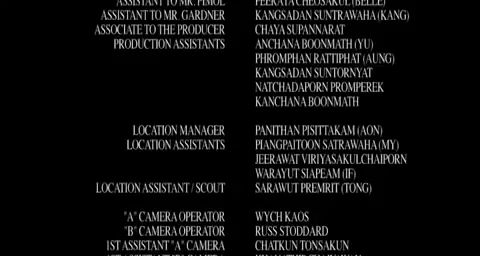 ASSISTANT TO MR. PIMOL PEERAYA CHEOSAKUL (BELLE)
ASSISTANT TO MR. GARDNER KANGSADAN SUNTRAWAHA (KANG)
ASSOCIATE TO THE PRODUCER CHAYA SUPANNARAT
PRODUCTION ASSISTANTS ANCHANA BOONMATH (YU)
PHROMPHAN RATTIPHAT (AUNG)
KANGSADAN SUNTORNYAT
NATCHADAPORN PROMPEREK
KANCHANA BOONMATH
LOCATION MANAGER PANITHAN PISITTAKAM (AON)
LOCATION ASSISTANTS PIANGPAITOON SATRAWAHA (MY)
JEERAWAT VIRIYASAKULCHAIPORN
WARAYUT SIAPEAM (IF)
LOCATION ASSISTANT / SCOUT SARAWUT PREMRIT (TONG)
"A" CAMERA OPERATOR WYCH KAOS
"B" CAMERA OPERATOR RUSS STODDARD
1ST ASSISTANT "A" CAMERA CHATKUN TONSAKUN